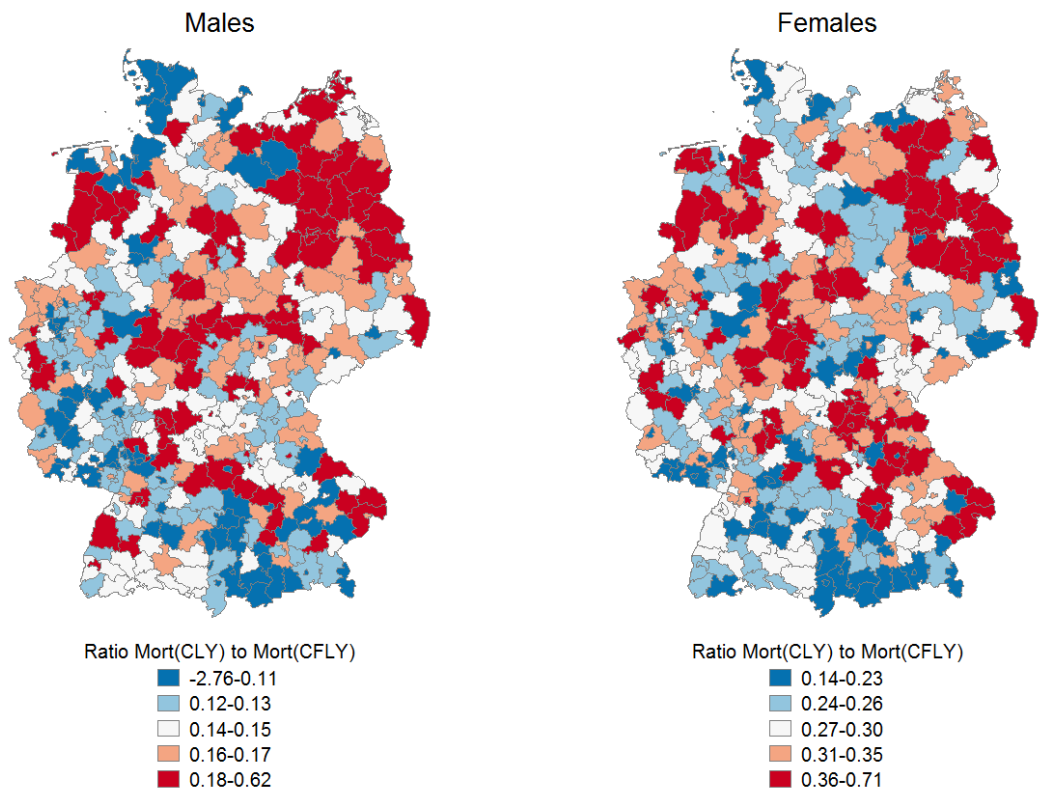 Males
Females
Ratio Mort(CLY) to Mort(CFLY)
-2.76-0.11
0.12-0.13
0.14-0.15
0.16-0.17
0.18-0.62
Ratio Mort(CLY) to Mort(CFLY)
0.14-0.23
0.24-0.26
0.27-0.30
0.31-0.35
0.36-0.71